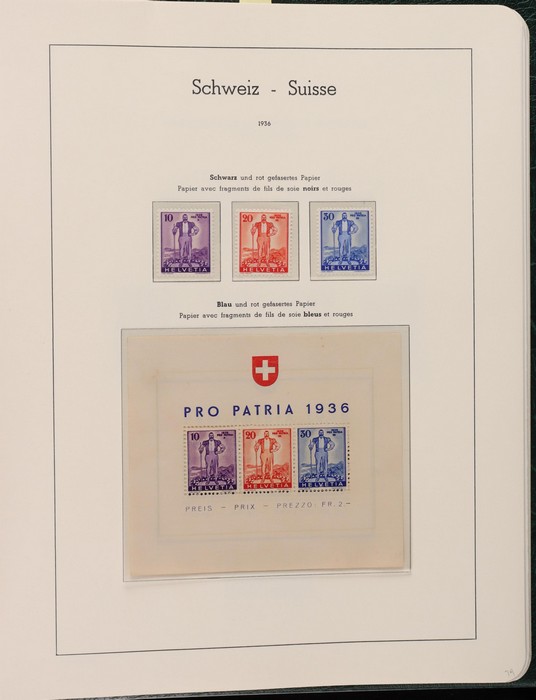 Schweiz - Suisse
1936
Schwarz und rot gefasertes Papier
Papier avec fragments de fils de soie noirs et rouges
10 20 30
HELVETIA HELVETIA HELVETIA
Blau und rot gefasertes Papier
Papier avec fragments de fils de soie bleus et rouges
PRO PATRIA 1936
10 20 30
HELVETIA HELVETIA HELVETIA
PREIS – PRIX – PREZZO: FR. 2–